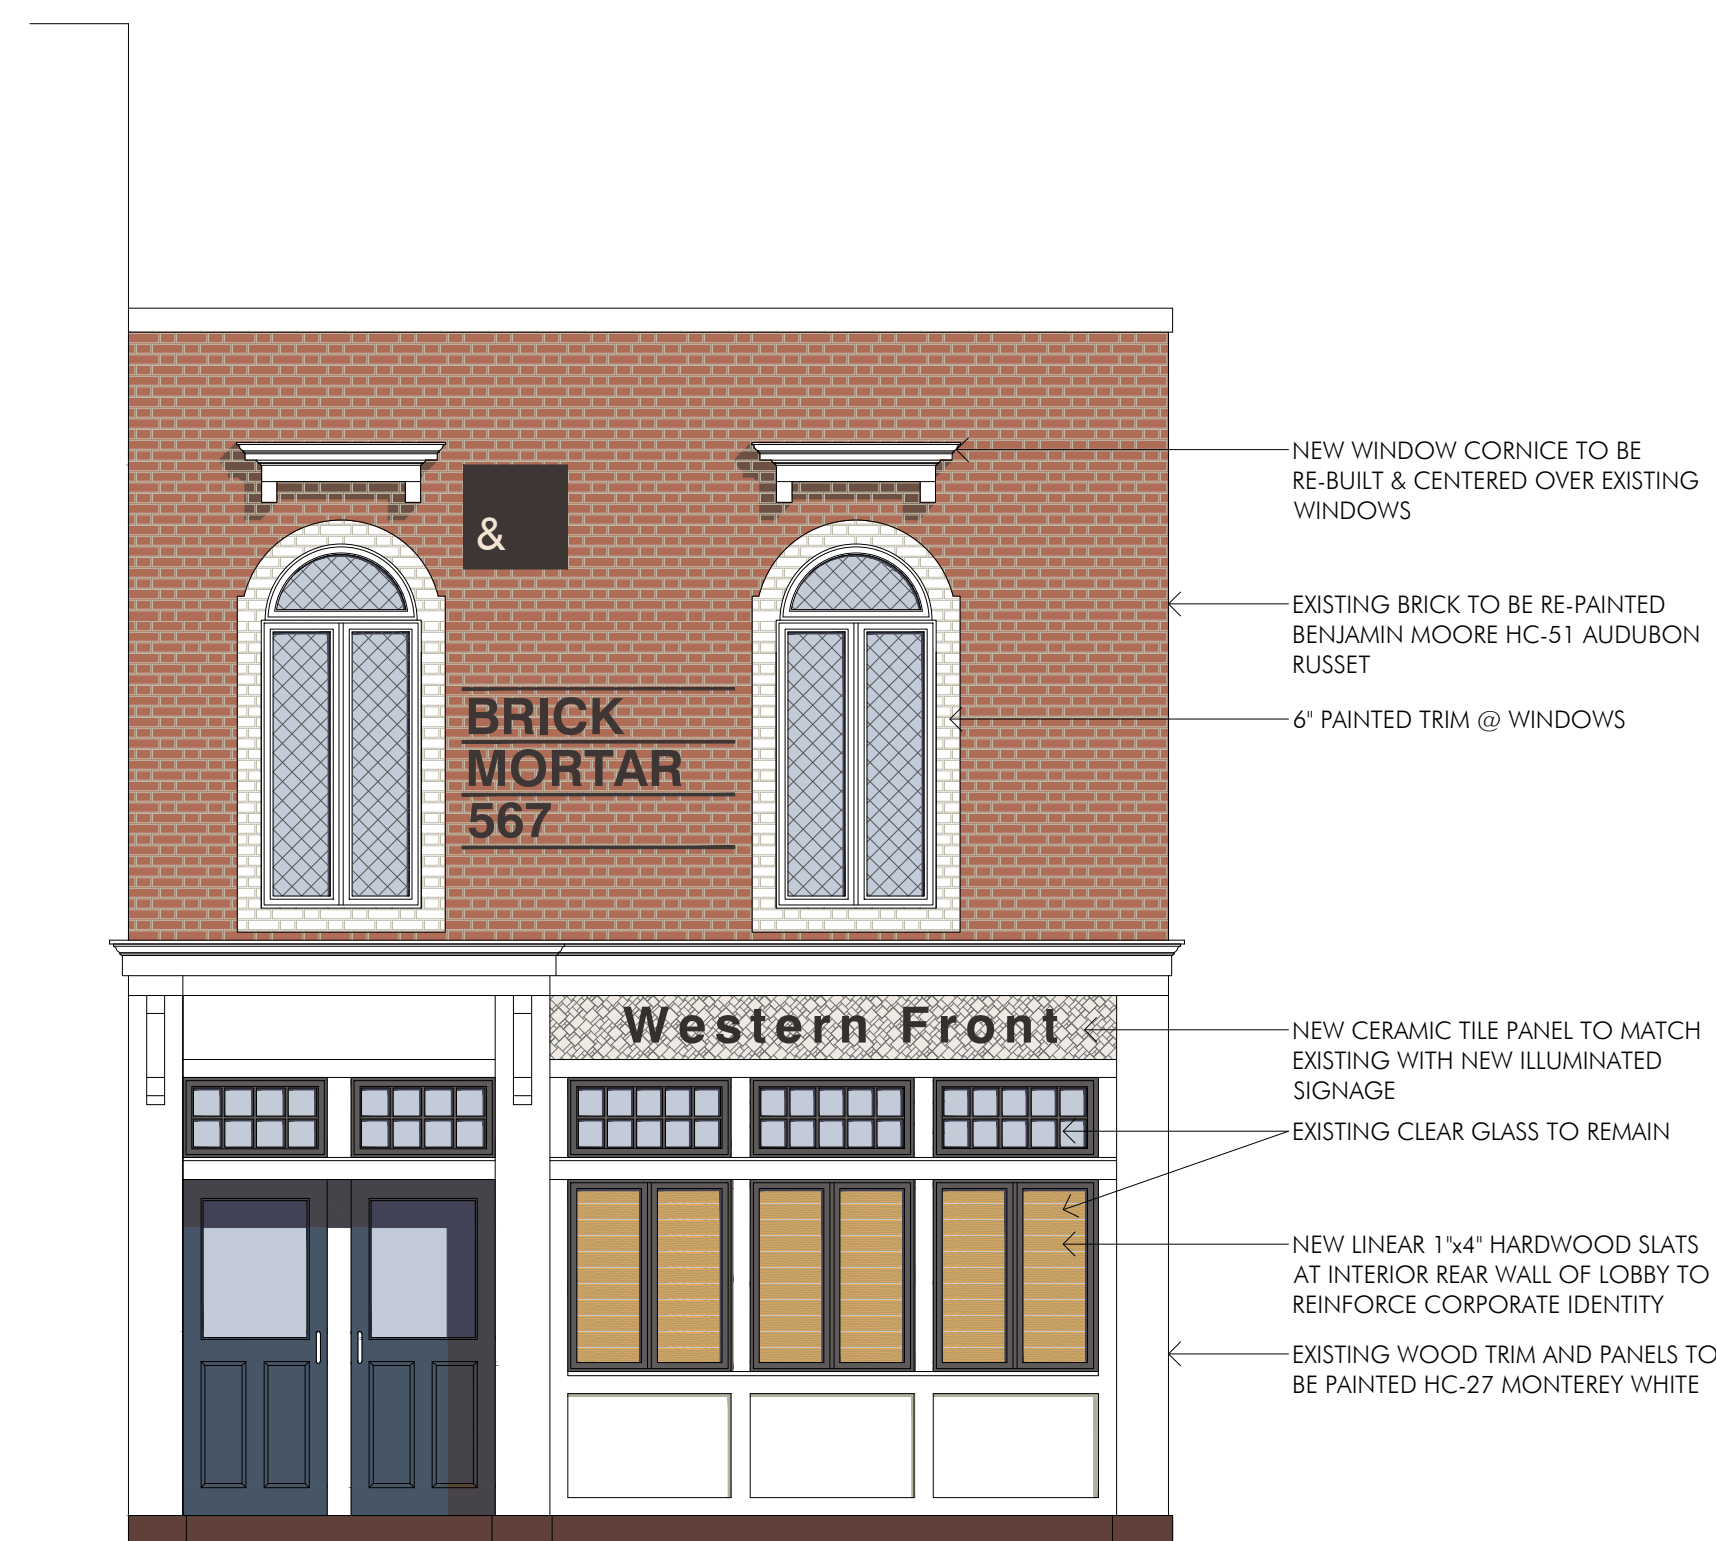 &
BRICK
MORTAR
567
Western Front
NEW WINDOW CORNICE TO BE
RE-BUILT & CENTERED OVER EXISTING
WINDOWS
EXISTING BRICK TO BE RE-PAINTED
BENJAMIN MOORE HC-51 AUDUBON
RUSSET
6" PAINTED TRIM @ WINDOWS
NEW CERAMIC TILE PANEL TO MATCH
EXISTING WITH NEW ILLUMINATED
SIGNAGE
EXISTING CLEAR GLASS TO REMAIN
NEW LINEAR 1"x4" HARDWOOD SLATS
AT INTERIOR REAR WALL OF LOBBY TO
REINFORCE CORPORATE IDENTITY
EXISTING WOOD TRIM AND PANELS TO
BE PAINTED HC-27 MONTEREY WHITE